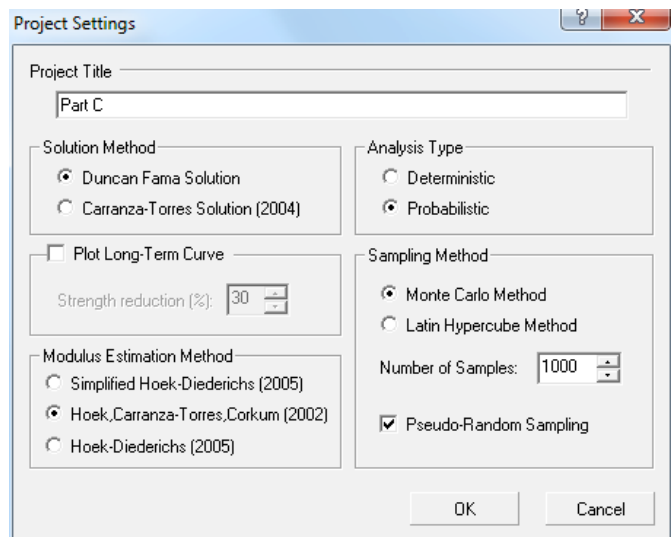 Project Settings
Project Title
Part C
Solution Method
Duncan Fama Solution
Carranza-Torres Solution (2004)
Analysis Type
Deterministic
Probabilistic
Plot Long-Term Curve
Strength reduction (%): 30
Sampling Method
Monte Carlo Method
Latin Hypercube Method
Number of Samples: 1000
Pseudo-Random Sampling
Modulus Estimation Method
Simplified Hoek-Diederichs (2005)
Hoek,Carranza-Torres,Corkum (2002)
Hoek-Diederichs (2005)
OK Cancel